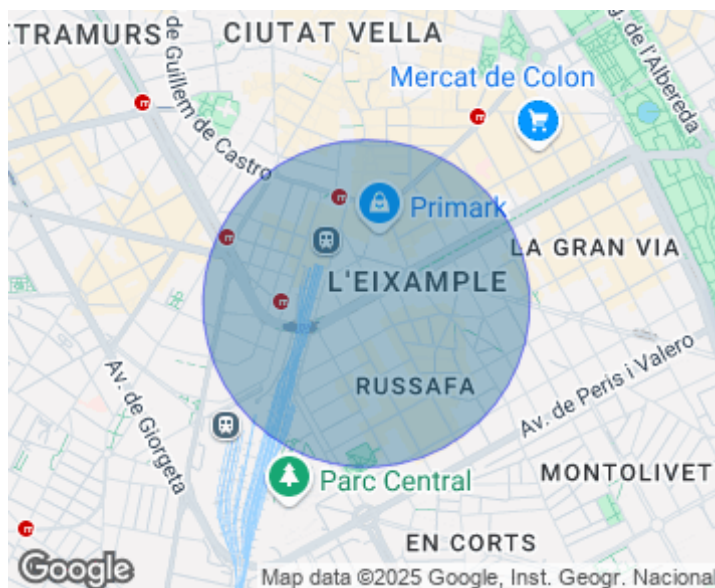 XTRAMURS
CIUTAT VELLA
de Guillem de Castro
g. de l'Albereda
Mercat de Colon
Primark
LA GRAN VIA
L'EIXAMPLE
RUSSAFA
Av. de Peris i Valero
Av. de Giorgeta
Parc Central
MONTOLIVET
EN CORTS
Google
Map data ©2025 Google, Inst. Geogr. Nacional